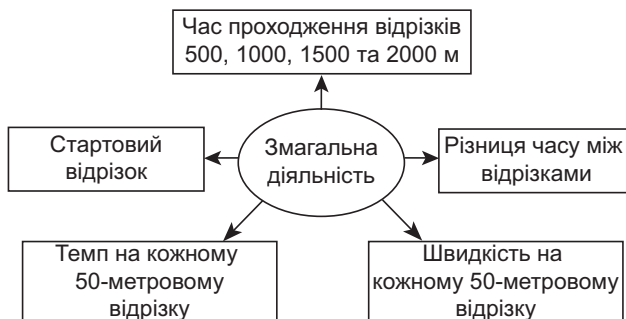 Час проходження відрізків
500, 1000, 1500 та 2000 м
Стартовий
відрізок
Змагальна
діяльність
Різниця часу між
відрізками
Темп на кожному
50-метровому
відрізку
Швидкість на
кожному 50-метровому
відрізку